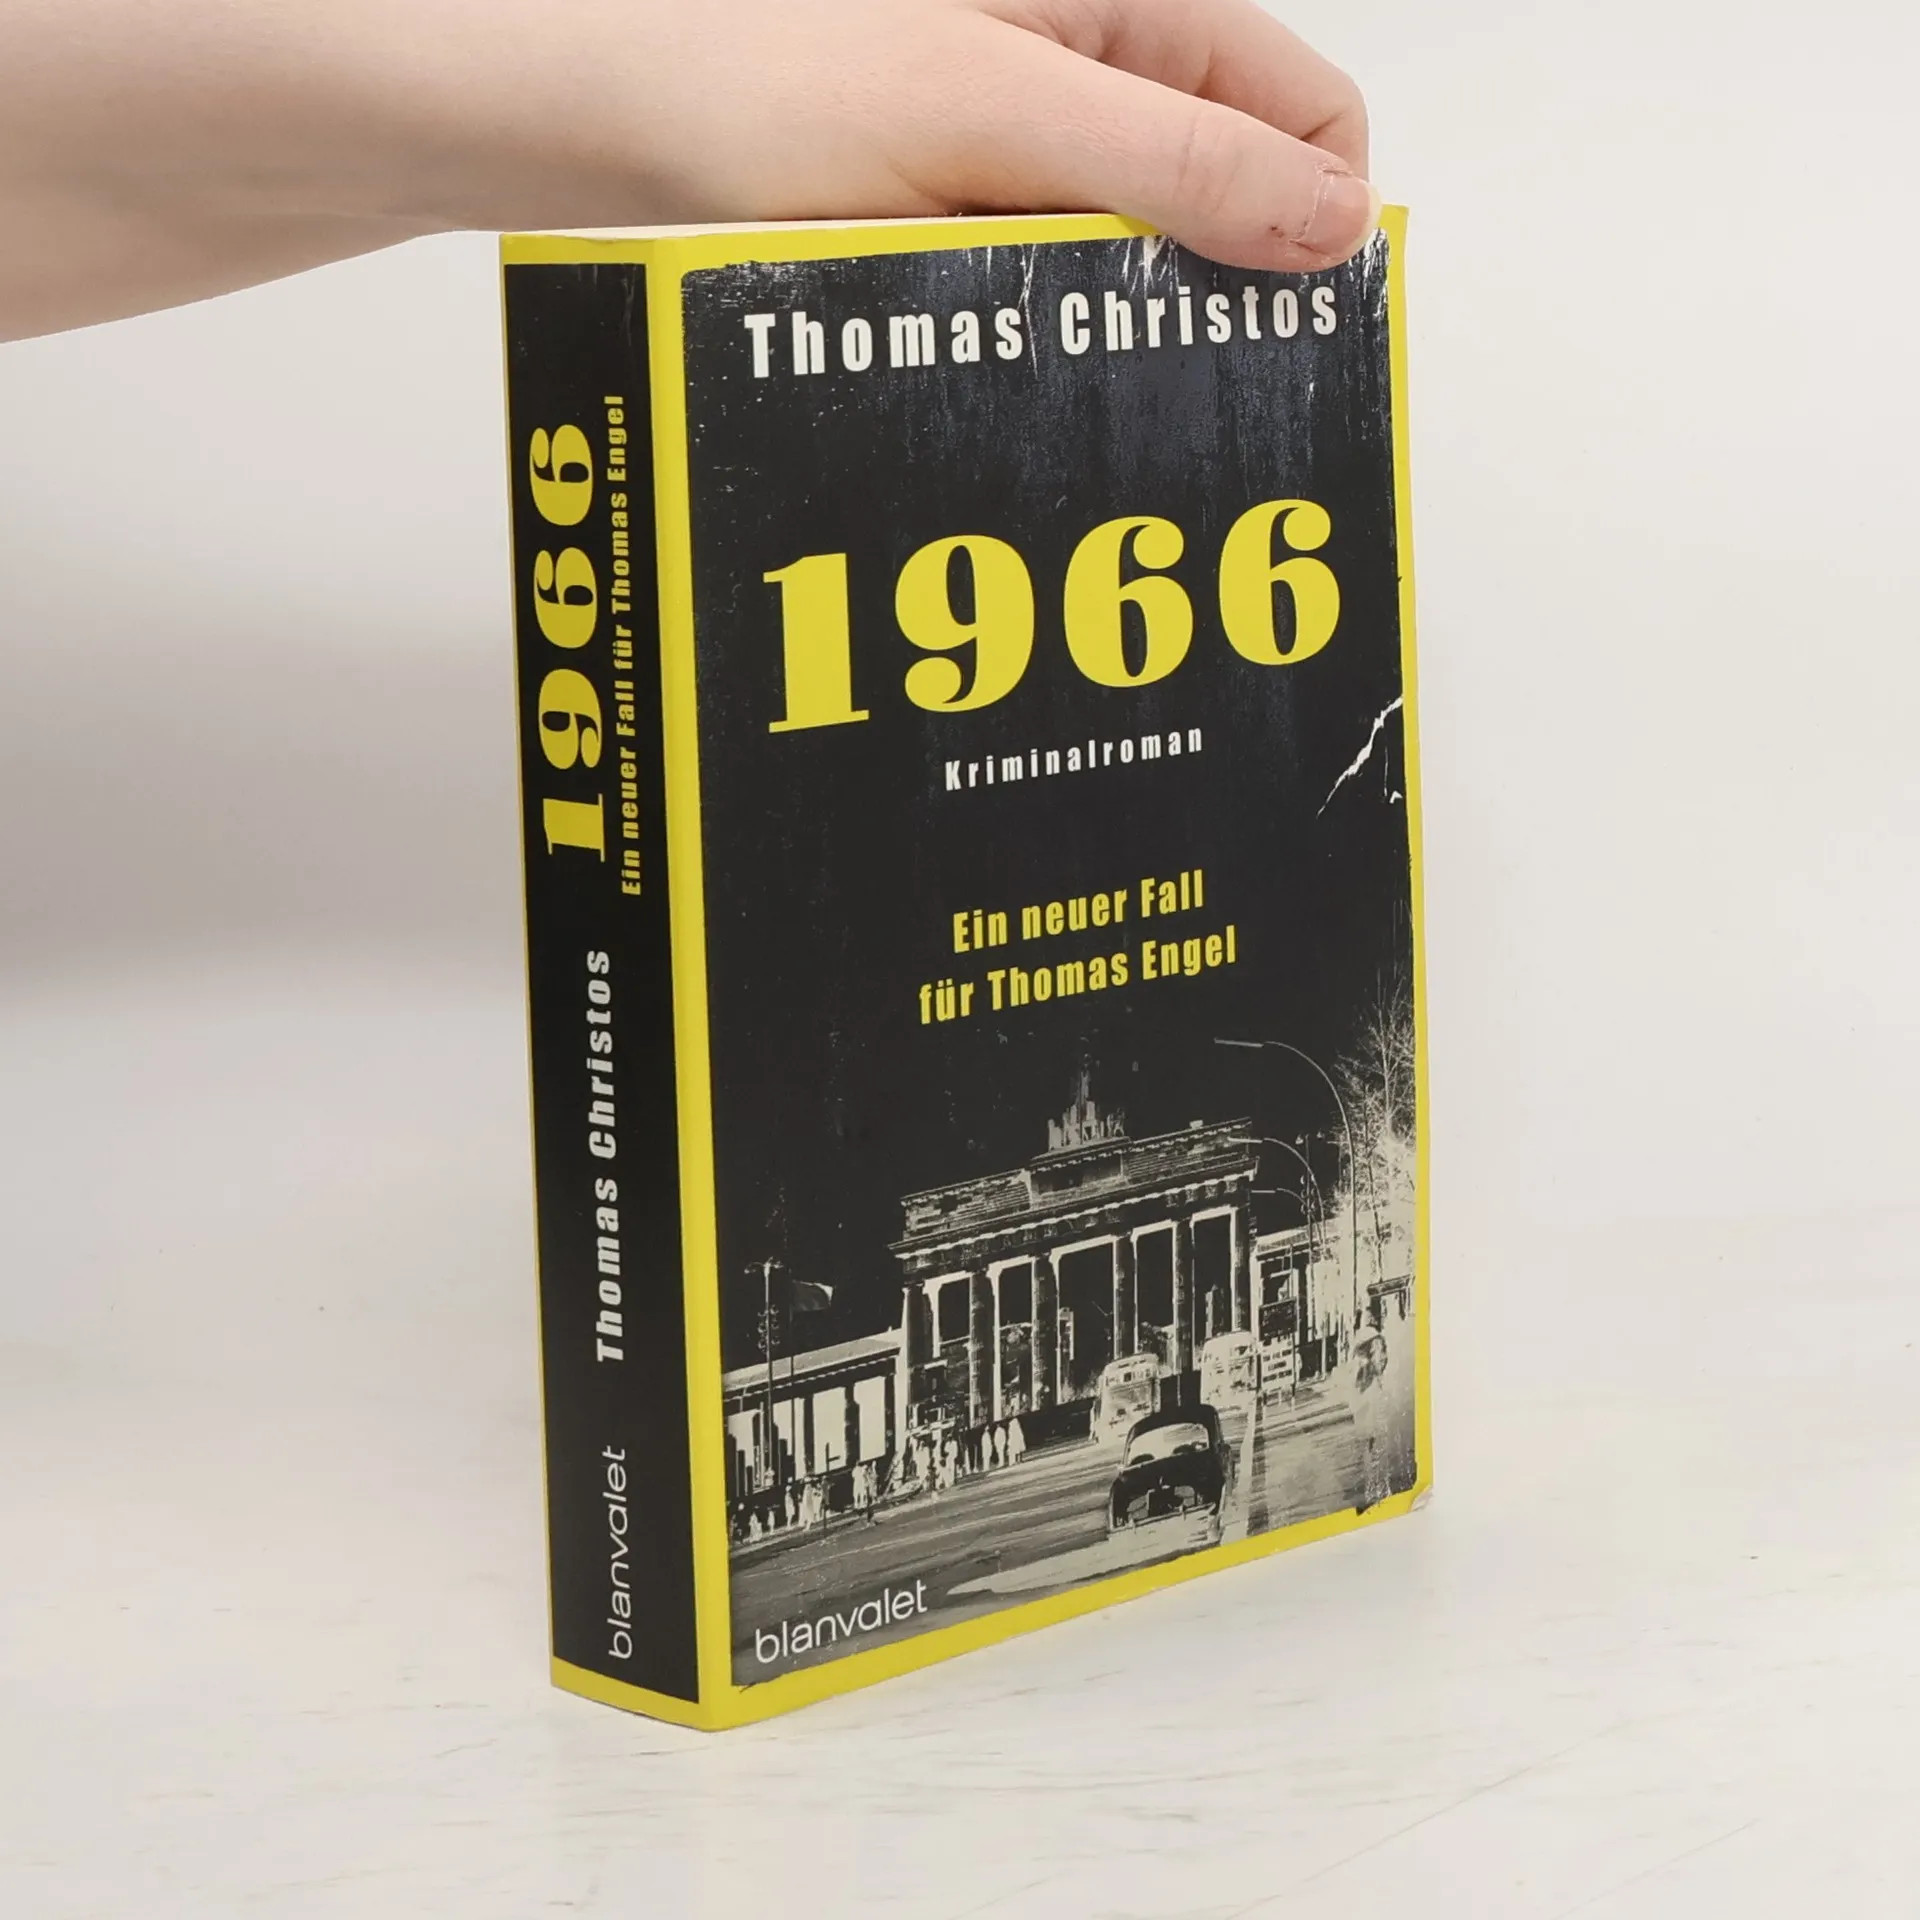 Thomas Christos
1966
Kriminalroman
Ein neuer Fall
für Thomas Engel
blanvalet
1966
Ein neuer Fall für Thomas Engel
Thomas Christos
blanvalet